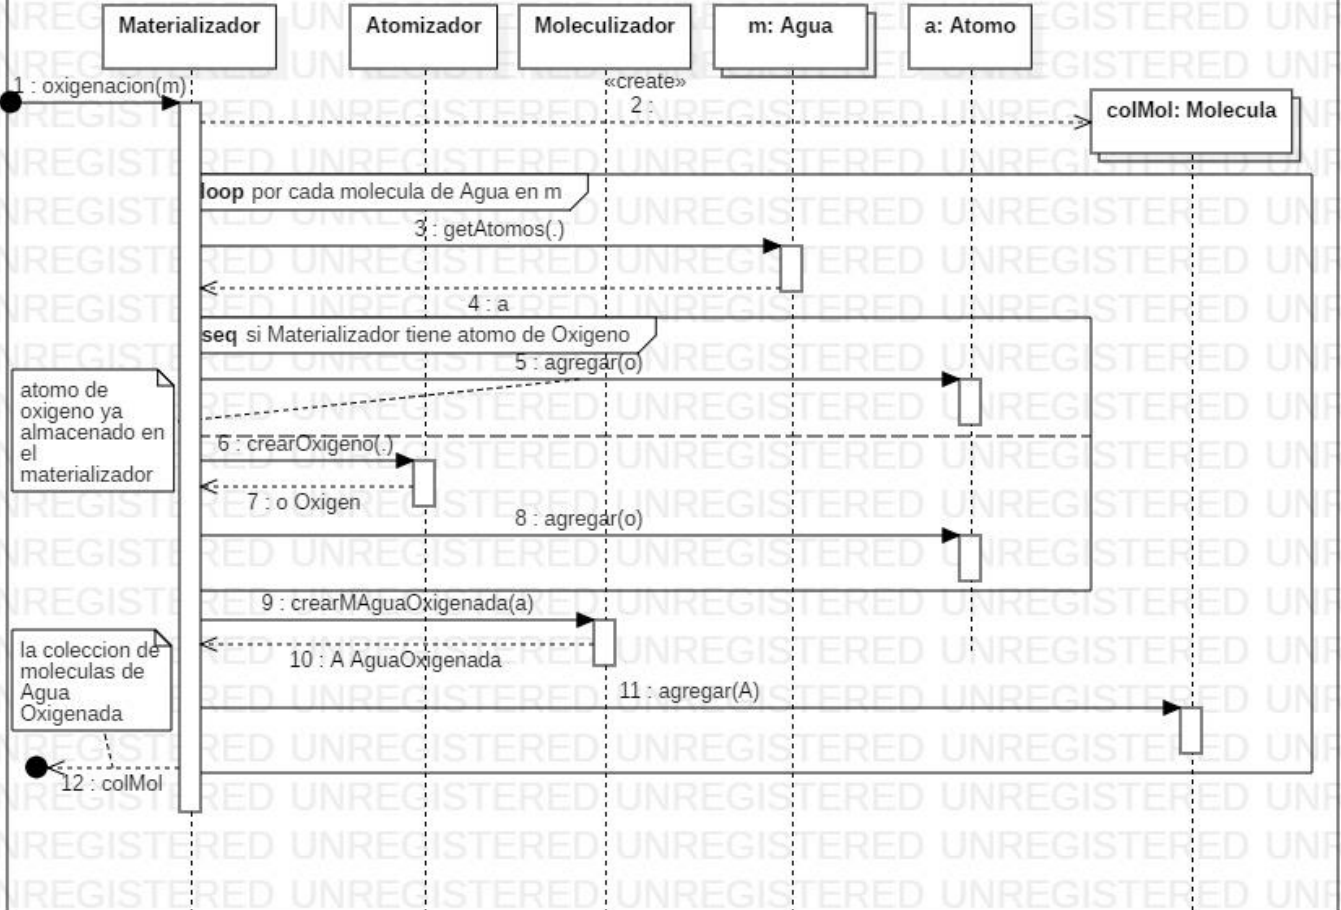 Materializador
Atomizador
Moleculizador
m: Agua
a: Atomo
1 : oxigenacion(m)
«create»
2 :
colMol: Molecula
loop por cada molecula de Agua en m
3 : getAtomos(.)
4 : a
seq si Materializador tiene atomo de Oxigeno
5 : agregar(o)
atomo de
oxigeno ya
almacenado en
el
materializador
6 : crearOxigeno(.)
7 : o Oxigen
8 : agregar(o)
9 : crearMAguaOxigenada(a)
10 : A AguaOxigenada
la coleccion de
moleculas de
Agua
Oxigenada
11 : agregar(A)
12 : colMol
UNREGISTERED